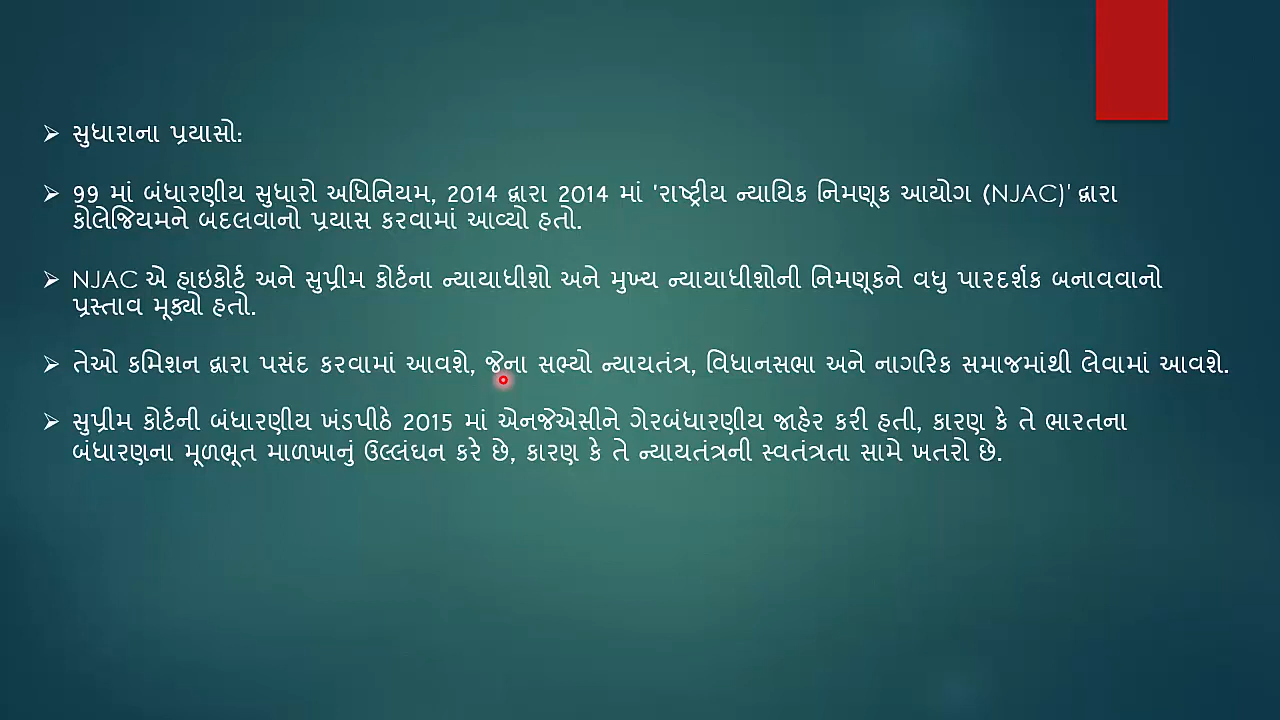 સુધારાના પ્રયાસો:
99 માં બંધારણીય સુધારો અધિનિયમ, 2014 દ્વારા 2014 માં 'રાષ્ટ્રીય ન્યાયિક નિમણૂક આયોગ (NJAC)' દ્વારા
કોલેજિયમને બદલવાનો પ્રયાસ કરવામાં આવ્યો હતો.
NJAC એ હાઇકોર્ટ અને સુપ્રીમ કોર્ટના ન્યાયાધીશો અને મુખ્ય ન્યાયાધીશોની નિમણૂકને વધુ પારદર્શક બનાવવાનો
પ્રસ્તાવ મૂક્યો હતો.
તેઓ કમિશન દ્વારા પસંદ કરવામાં આવશે, જેના સભ્યો ન્યાયતંત્ર, વિધાનસભા અને નાગરિક સમાજમાંથી લેવામાં આવશે.
સુપ્રીમ કોર્ટની બંધારણીય ખંડપીઠે 2015 માં એનજેએસીને ગેરબંધારણીય જાહેર કરી હતી, કારણ કે તે ભારતના
બંધારણના મૂળભૂત માળખાનું ઉલ્લંઘન કરે છે, કારણ કે તે ન્યાયતંત્રની સ્વતંત્રતા સામે ખતરો છે.